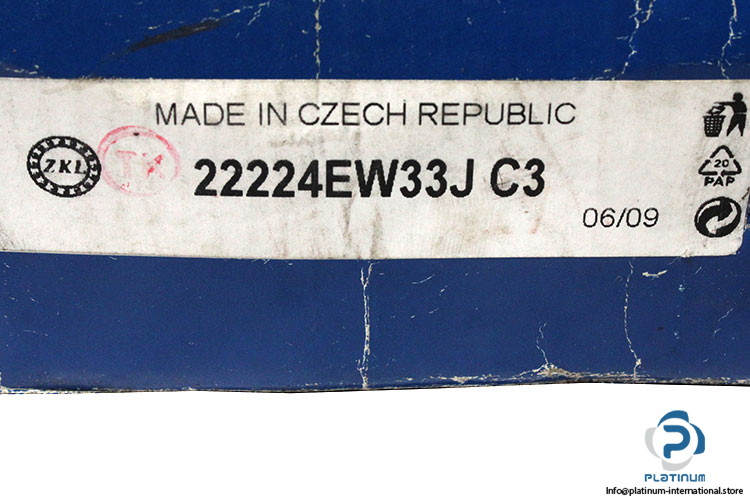 MADE IN CZECH REPUBLIC
ZKL
TK
22224EW33J C3
06/09
20
PAP
PLATINUM
Info@platinum-international.store